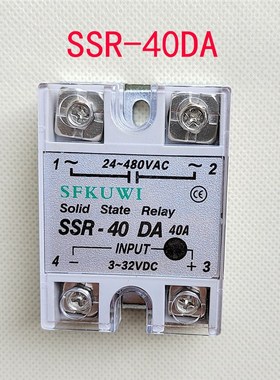 SSR-40DA
1 ~ 24~480VAC ~ 2
SFKUWI
CE
Solid State Relay
SSR-40 DA 40A
INPUT
4 - 3~32VDC + 3